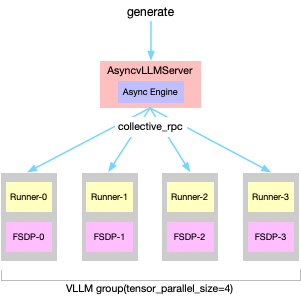 generate
AsyncvLLMServer
Async Engine
collective_rpc
Runner-0
Runner-1
Runner-2
Runner-3
FSDP-0
FSDP-1
FSDP-2
FSDP-3
VLLM group(tensor_parallel_size=4)